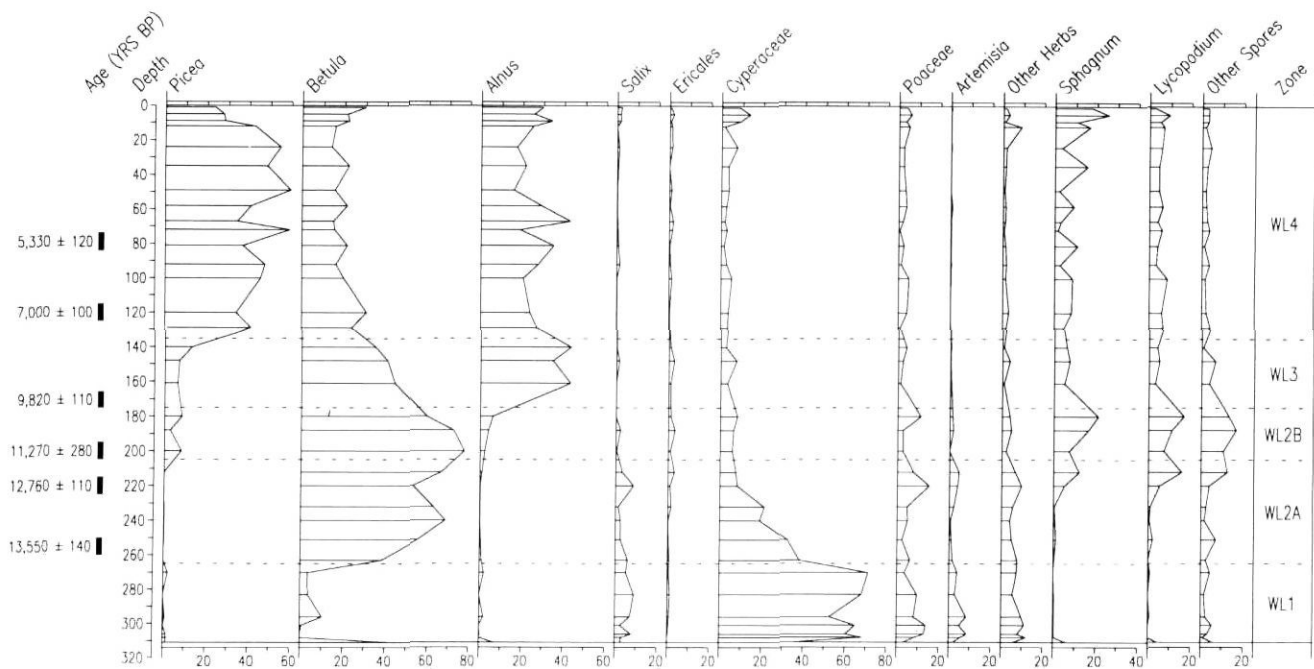 Age (YRS BP)
Depth
Picea
Betula
Alnus
Salix
Ericales
Cyperaceae
Poaceae
Artemisia
Other Herbs
Sphagnum
Lycopodium
Other Spores
Zone
0
20
40
60
80
100
120
140
160
180
200
220
240
260
280
300
320
5,330 ± 120
7,000 ± 100
9,820 ± 110
11,270 ± 280
12,760 ± 110
13,550 ± 140
WL4
WL3
WL2B
WL2A
WL1
20 40 60 20 40 60 80 20 40 20 20 20 40 60 80 20 20 20 20 40 20 20